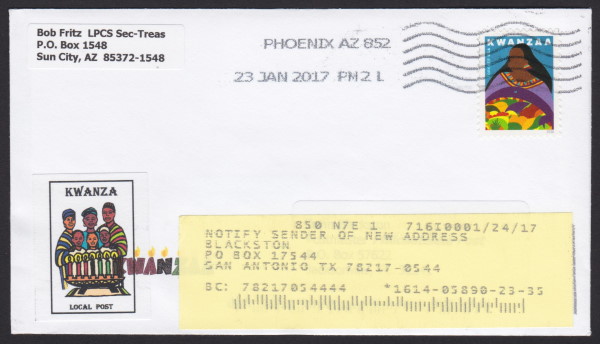 Bob Fritz LPCS Sec-Treas
P.O. Box 1548
Sun City, AZ 85372-1548
PHOENIX AZ 852
23 JAN 2017 PM 2 L
KWANZAA
KWANZA
LOCAL POST
KWANZ
850 N7E 1 716I0001/24/17
NOTIFY SENDER OF NEW ADDRESS
BLACKSTON
PO BOX 17544
SAN ANTONIO TX 78217-0544
BC: 78217054444 *1614-05890-23-35